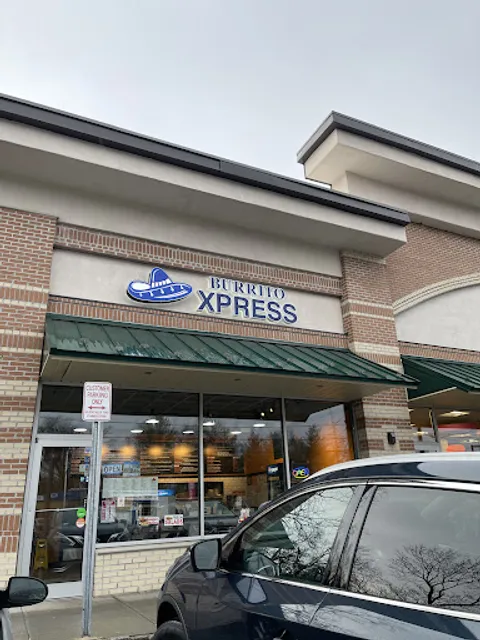 BURRITO
XPRESS
CUSTOMER
PARKING
ONLY
OPEN